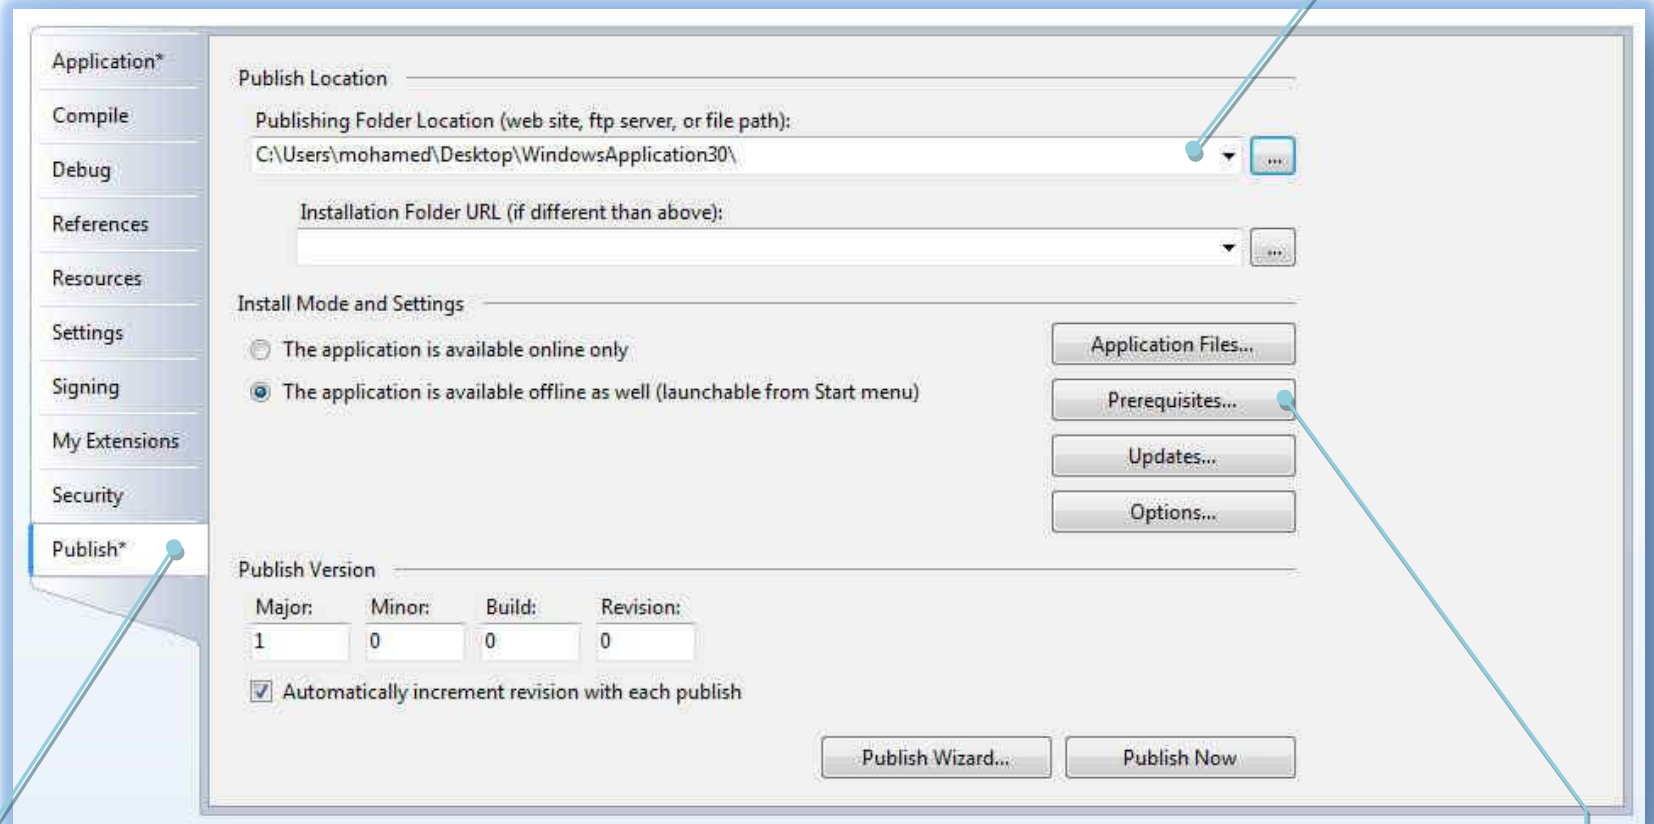 Application*
Compile
Debug
References
Resources
Settings
Signing
My Extensions
Security
Publish*
Publish Location
Publishing Folder Location (web site, ftp server, or file path):
C:\Users\mohamed\Desktop\WindowsApplication30\
...
Installation Folder URL (if different than above):
...
Install Mode and Settings
The application is available online only
The application is available offline as well (launchable from Start menu)
Application Files...
Prerequisites...
Updates...
Options...
Publish Version
Major: Minor: Build: Revision:
1 0 0 0
Automatically increment revision with each publish
Publish Wizard... Publish Now